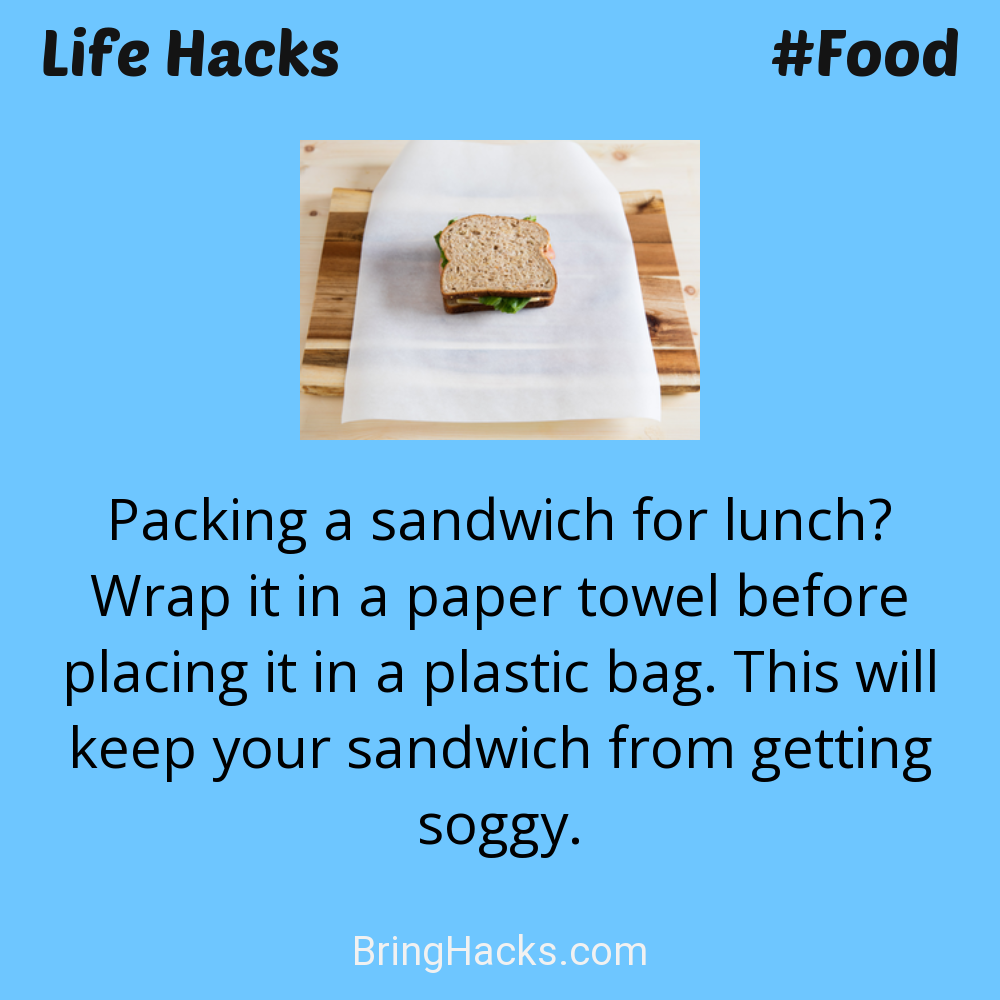 Life Hacks
#Food
Packing a sandwich for lunch?
Wrap it in a paper towel before
placing it in a plastic bag. This will
keep your sandwich from getting
soggy.
BringHacks.com